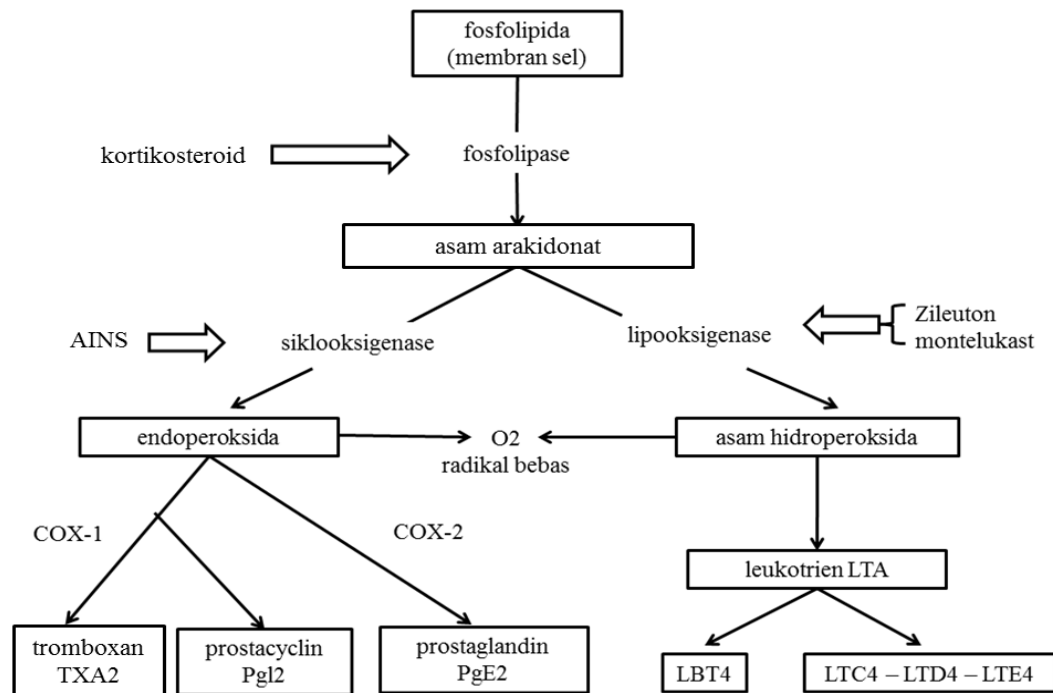 fosfolipida
(membran sel)
kortikosteroid
fosfolipase
asam arakidonat
AINS
siklooksigenase
lipooksigenase
Zileuton
montelukast
endoperoksida
O2
radikal bebas
asam hidroperoksida
COX-1
COX-2
leukotrien LTA
tromboxan
TXA2
prostacyclin
Pgl2
prostaglandin
PgE2
LBT4
LTC4 – LTD4 – LTE4